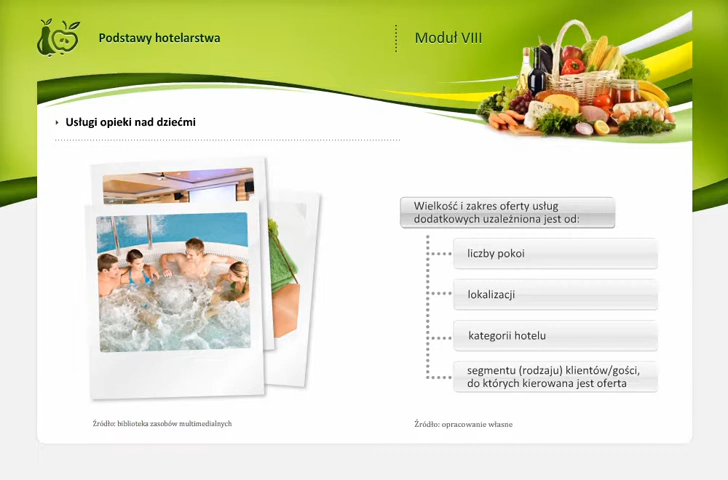 Podstawy hotelarstwa
Moduł VIII
Usługi opieki nad dziećmi
Wielkość i zakres oferty usług
dodatkowych uzależniona jest od:
liczby pokoi
lokalizacji
kategorii hotelu
segmentu (rodzaju) klientów/gości,
do których kierowana jest oferta
Źródło: biblioteka zasobów multimedialnych
Źródło: opracowanie własne